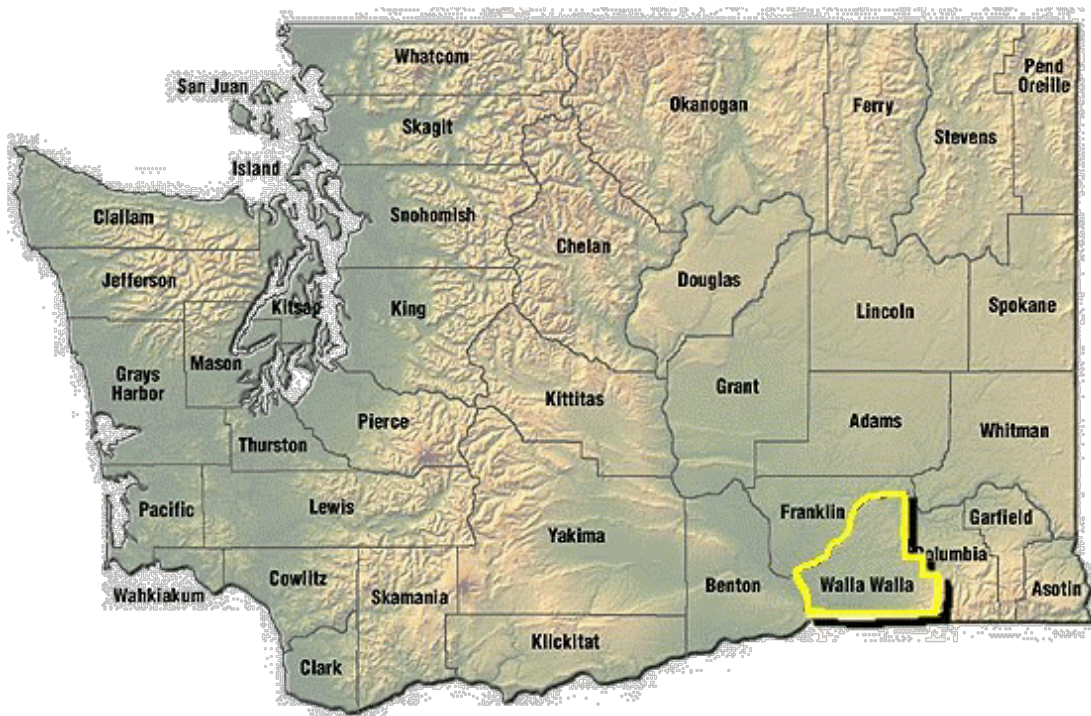 Whatcom
San Juan
Skagit
Island
Okanogan
Ferry
Pend
Oreille
Stevens
Clallam
Snohomish
Chelan
Jefferson
Kitsap
King
Douglas
Lincoln
Spokane
Mason
Grays
Harbor
Kittitas
Grant
Pierce
Adams
Whitman
Thurston
Pacific
Lewis
Yakima
Franklin
Garfield
Columbia
Wahkiakum
Cowlitz
Skamania
Benton
Walla Walla
Asotin
Klickitat
Clark